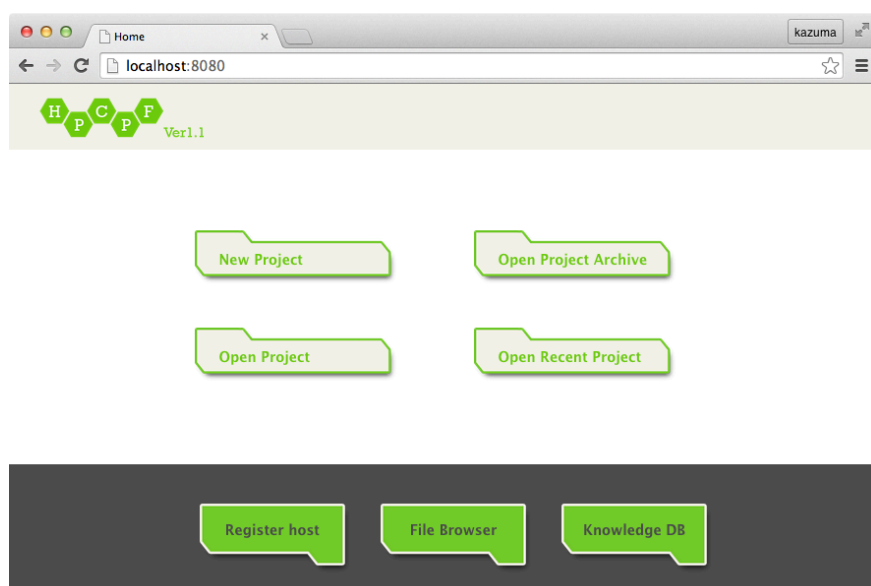 Home
kazuma
localhost:8080
HPCPF Ver1.1
New Project
Open Project Archive
Open Project
Open Recent Project
Register host
File Browser
Knowledge DB